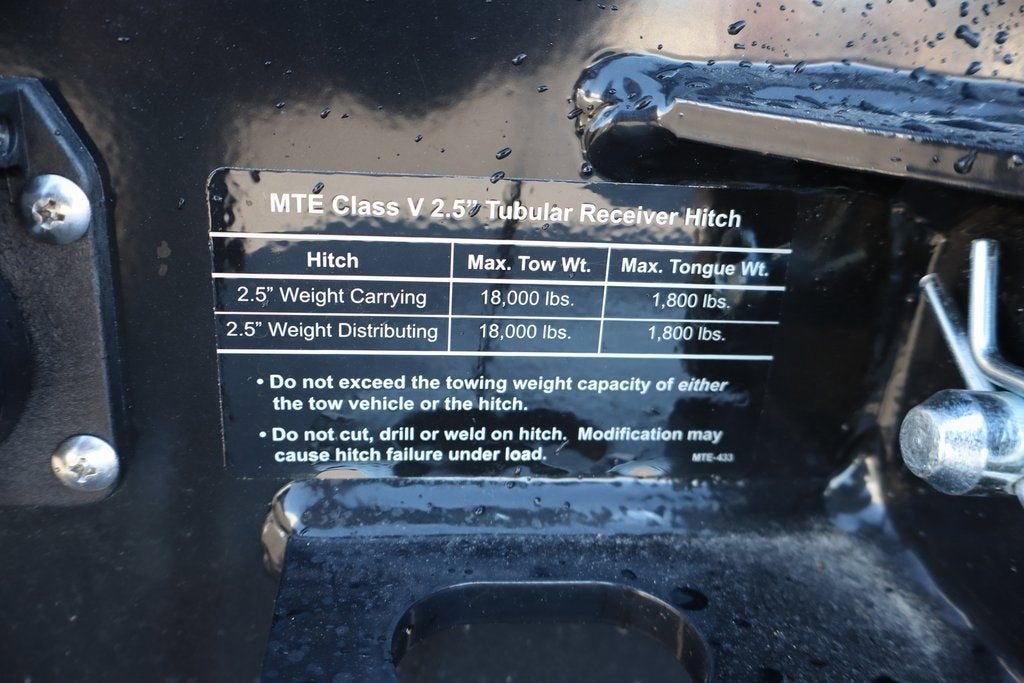 MTE Class V 2.5” Tubular Receiver Hitch
Hitch Max. Tow Wt. Max. Tongue Wt.
2.5” Weight Carrying 18,000 lbs. 1,800 lbs.
2.5” Weight Distributing 18,000 lbs. 1,800 lbs.
• Do not exceed the towing weight capacity of either
the tow vehicle or the hitch.
• Do not cut, drill or weld on hitch. Modification may
cause hitch failure under load.
MTE-433